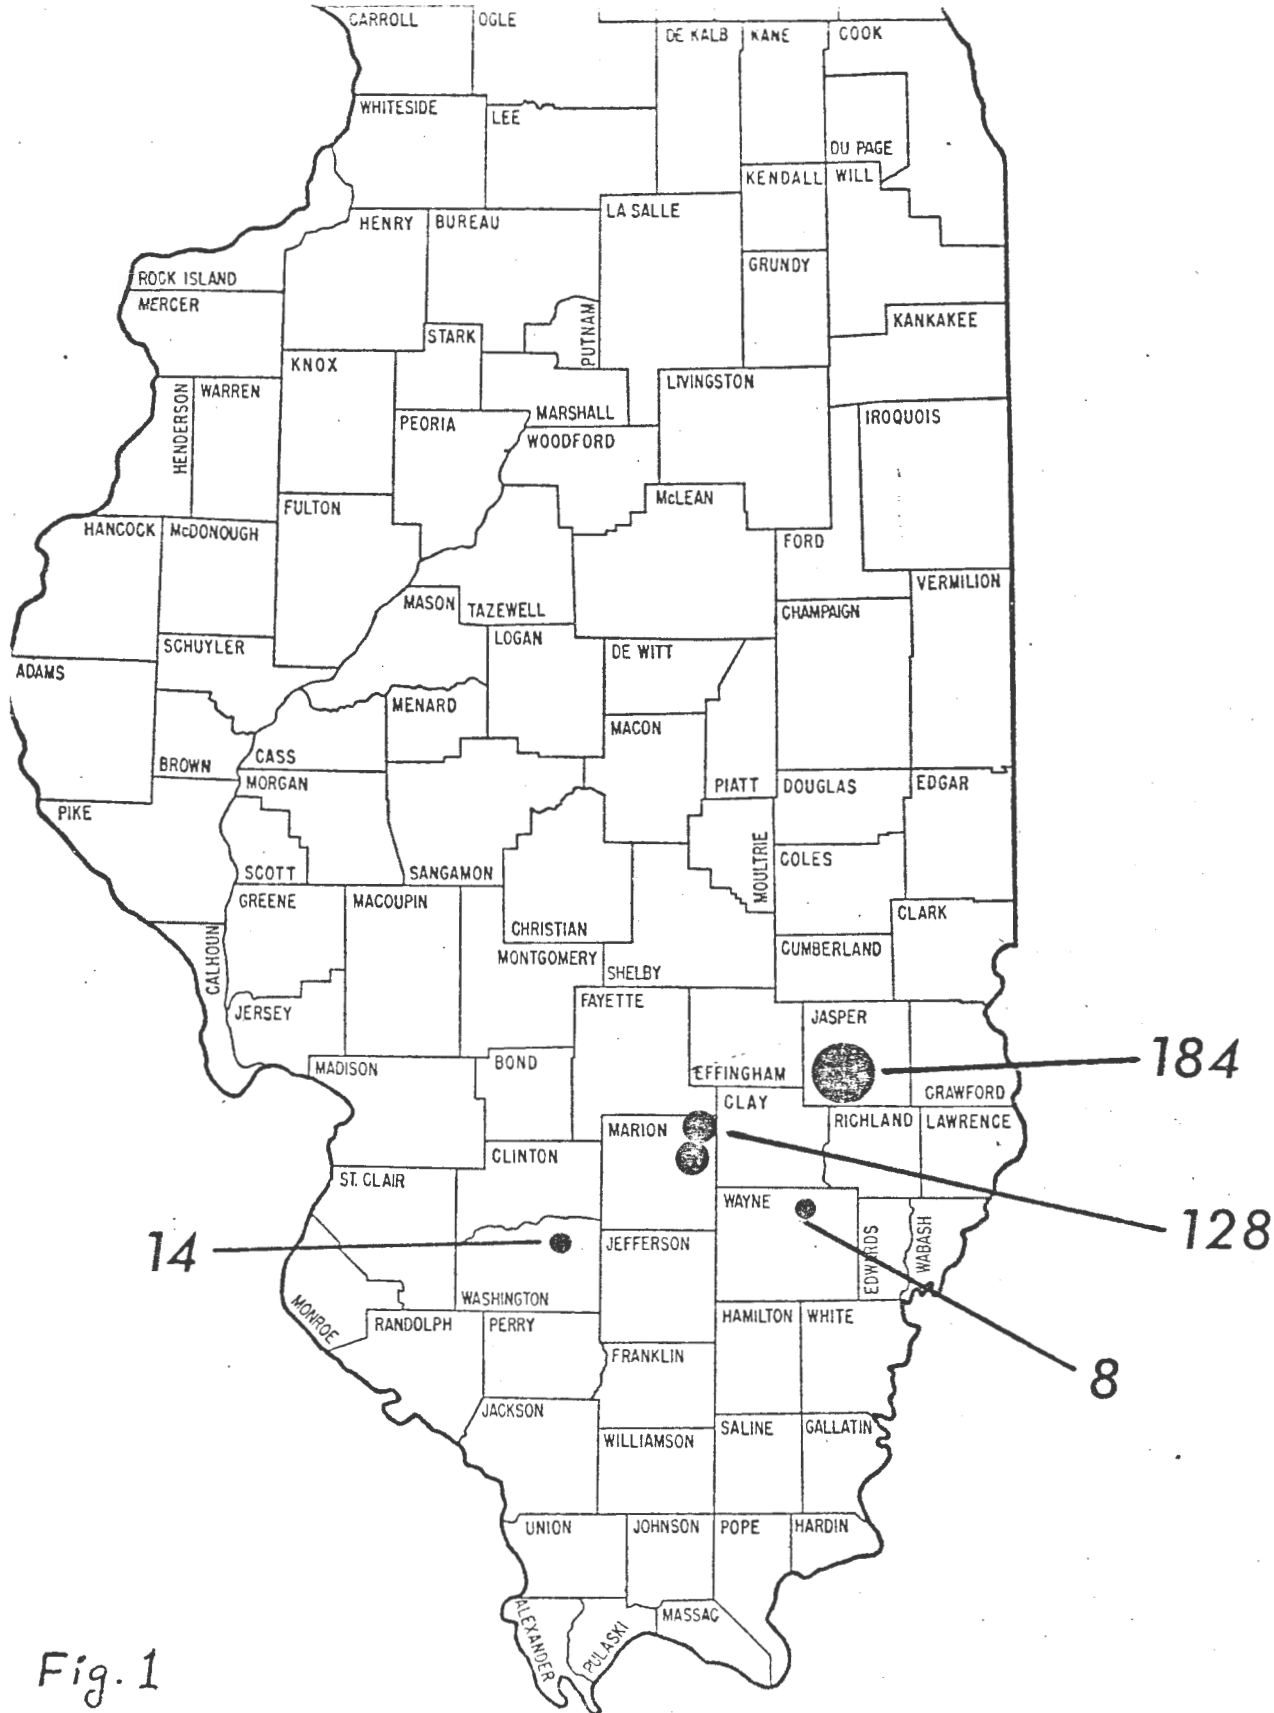 CARROLL
OGLE
DE KALB
KANE
COOK
WHITESIDE
LEE
DU PAGE
KENDALL
WILL
LA SALLE
HENRY
BUREAU
GRUNDY
ROCK ISLAND
MERCER
PUTNAM
KANKAKEE
STARK
KNOX
LIVINGSTON
HENDERSON
WARREN
MARSHALL
IROQUOIS
PEORIA
WOODFORD
McLEAN
FULTON
HANCOCK
McDONOUGH
FORD
VERMILION
MASON
TAZEWELL
CHAMPAIGN
LOGAN
SCHUYLER
DE WITT
ADAMS
MENARD
MACON
CASS
BROWN
MORGAN
PIATT
DOUGLAS
EDGAR
PIKE
MOULTRIE
COLES
SCOTT
SANGAMON
GREENE
MACOUPIN
CLARK
CHRISTIAN
CALHOUN
MONTGOMERY
SHELBY
CUMBERLAND
FAYETTE
JERSEY
JASPER
184
MADISON
BOND
EFFINGHAM
CRAWFORD
CLAY
MARION
RICHLAND
LAWRENCE
CLINTON
ST. CLAIR
WAYNE
128
14
JEFFERSON
EDWARDS
WABASH
WASHINGTON
MONROE
RANDOLPH
PERRY
HAMILTON
WHITE
FRANKLIN
8
JACKSON
WILLIAMSON
SALINE
GALLATIN
UNION
JOHNSON
POPE
HARDIN
ALEXANDER
PULASKI
MASSAC
Fig. 1